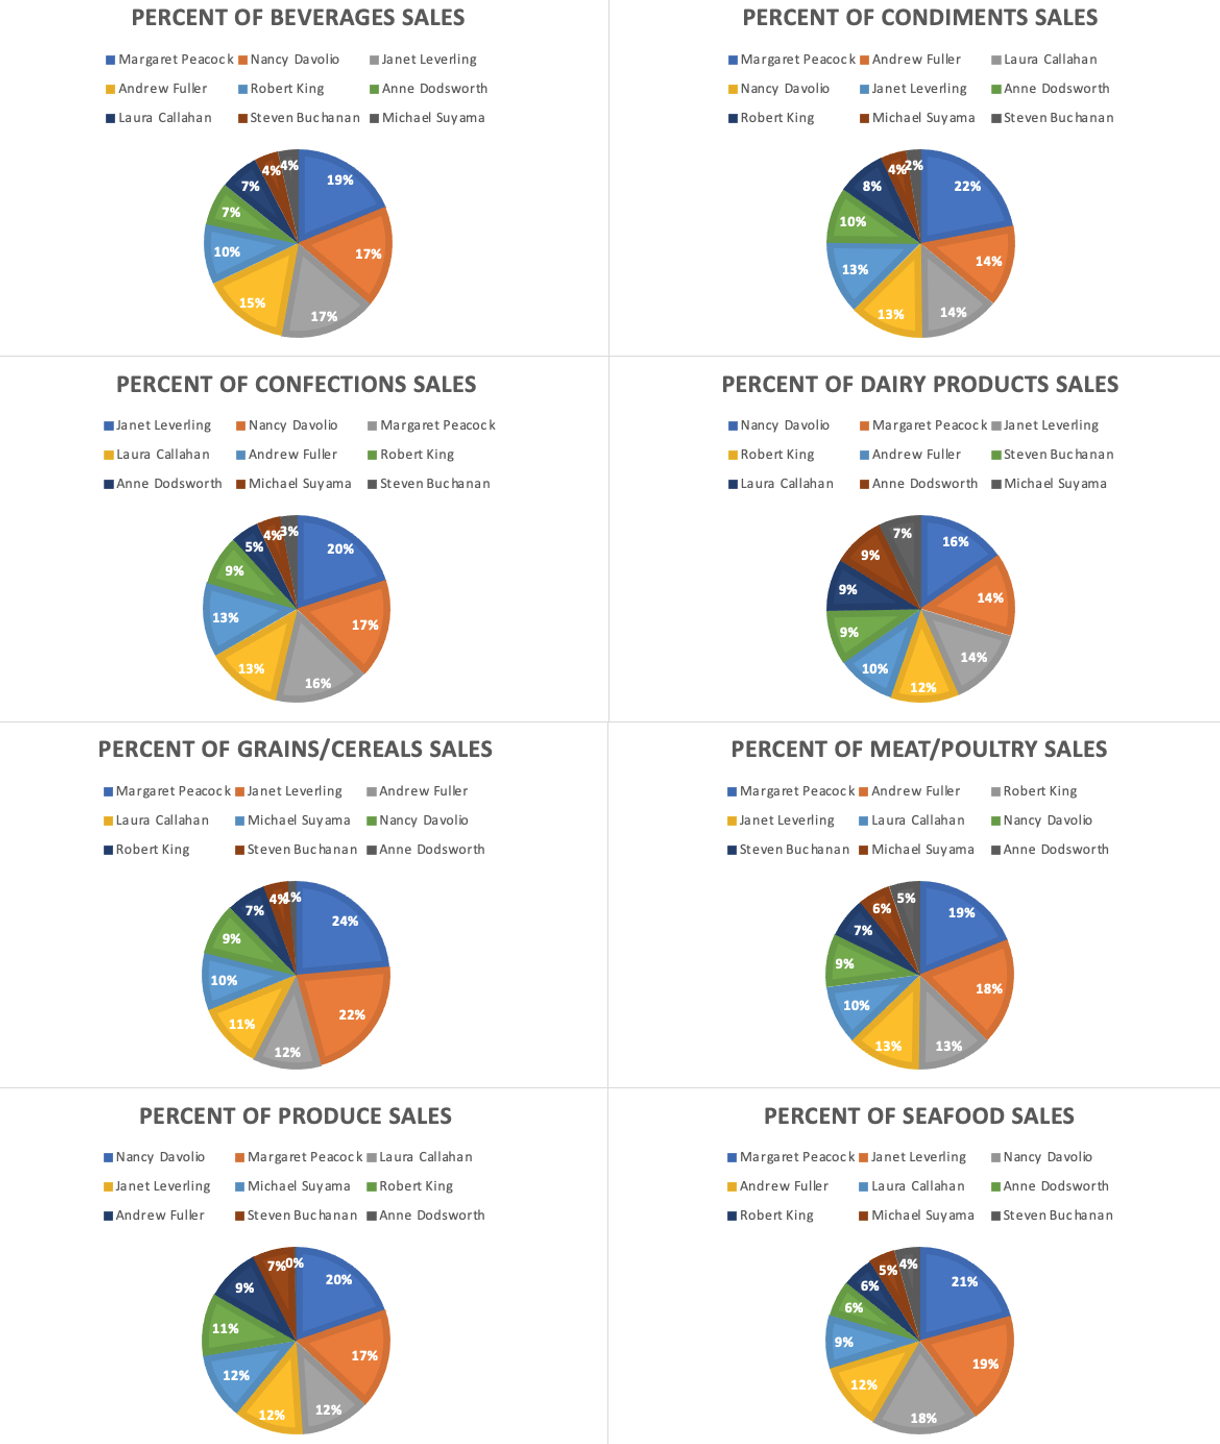 PERCENT OF BEVERAGES SALES
Margaret Peacock Nancy Davolio Janet Leverling
Andrew Fuller Robert King Anne Dodsworth
Laura Callahan Steven Buchanan Michael Suyama
4% 4% 19%
7%
7%
10% 17%
15%
17%
PERCENT OF CONDIMENTS SALES
Margaret Peacock Andrew Fuller Laura Callahan
Nancy Davolio Janet Leverling Anne Dodsworth
Robert King Michael Suyama Steven Buchanan
4% 2%
8% 22%
10%
13% 14%
13% 14%
PERCENT OF CONFECTIONS SALES
Janet Leverling Nancy Davolio Margaret Peacock
Laura Callahan Andrew Fuller Robert King
Anne Dodsworth Michael Suyama Steven Buchanan
4% 3%
5% 20%
9%
13% 17%
13%
16%
PERCENT OF DAIRY PRODUCTS SALES
Nancy Davolio Margaret Peacock Janet Leverling
Robert King Andrew Fuller Steven Buchanan
Laura Callahan Anne Dodsworth Michael Suyama
7% 16%
9%
9% 14%
9%
10% 14%
12%
PERCENT OF GRAINS/CEREALS SALES
Margaret Peacock Janet Leverling Andrew Fuller
Laura Callahan Michael Suyama Nancy Davolio
Robert King Steven Buchanan Anne Dodsworth
4% 1%
7% 24%
9%
10%
11% 22%
12%
PERCENT OF MEAT/POULTRY SALES
Margaret Peacock Andrew Fuller Robert King
Janet Leverling Laura Callahan Nancy Davolio
Steven Buchanan Michael Suyama Anne Dodsworth
5%
6% 19%
7%
9%
10% 18%
13% 13%
PERCENT OF PRODUCE SALES
Nancy Davolio Margaret Peacock Laura Callahan
Janet Leverling Michael Suyama Robert King
Andrew Fuller Steven Buchanan Anne Dodsworth
7% 0%
9% 20%
11%
12% 17%
12% 12%
PERCENT OF SEAFOOD SALES
Margaret Peacock Janet Leverling Nancy Davolio
Andrew Fuller Laura Callahan Anne Dodsworth
Robert King Michael Suyama Steven Buchanan
5% 4%
6% 21%
6%
9%
12% 19%
18%